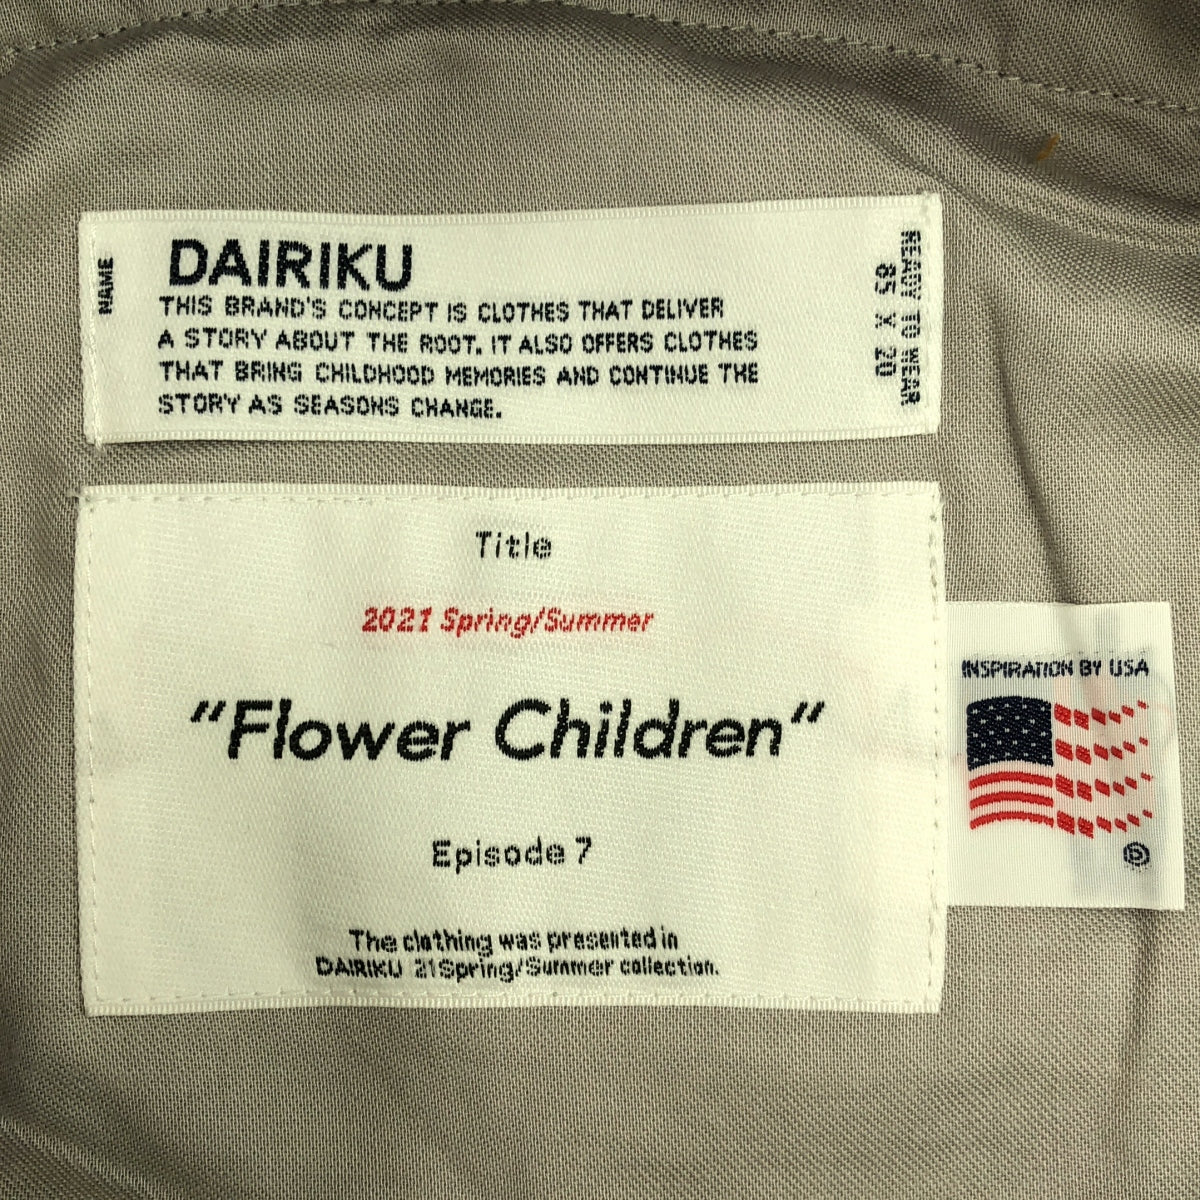 NAME
DAIRIKU
THIS BRAND'S CONCEPT IS CLOTHES THAT DELIVER
A STORY ABOUT THE ROOT. IT ALSO OFFERS CLOTHES
THAT BRING CHILDHOOD MEMORIES AND CONTINUE THE
STORY AS SEASONS CHANGE.
READY TO WEAR
85 X 20
Title
2021 Spring/Summer
"Flower Children"
Episode 7
The clothing was presented in
DAIRIKU 21Spring/Summer collection.
INSPIRATION BY USA